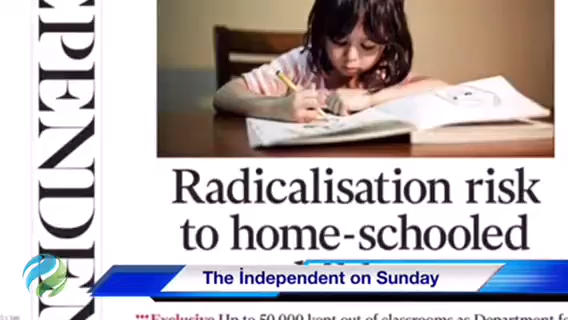 EPENDEN
Radicalisation risk
to home-schooled
The İndependent on Sunday
Exclusive Up to 50,000 kept out of classrooms as Department f